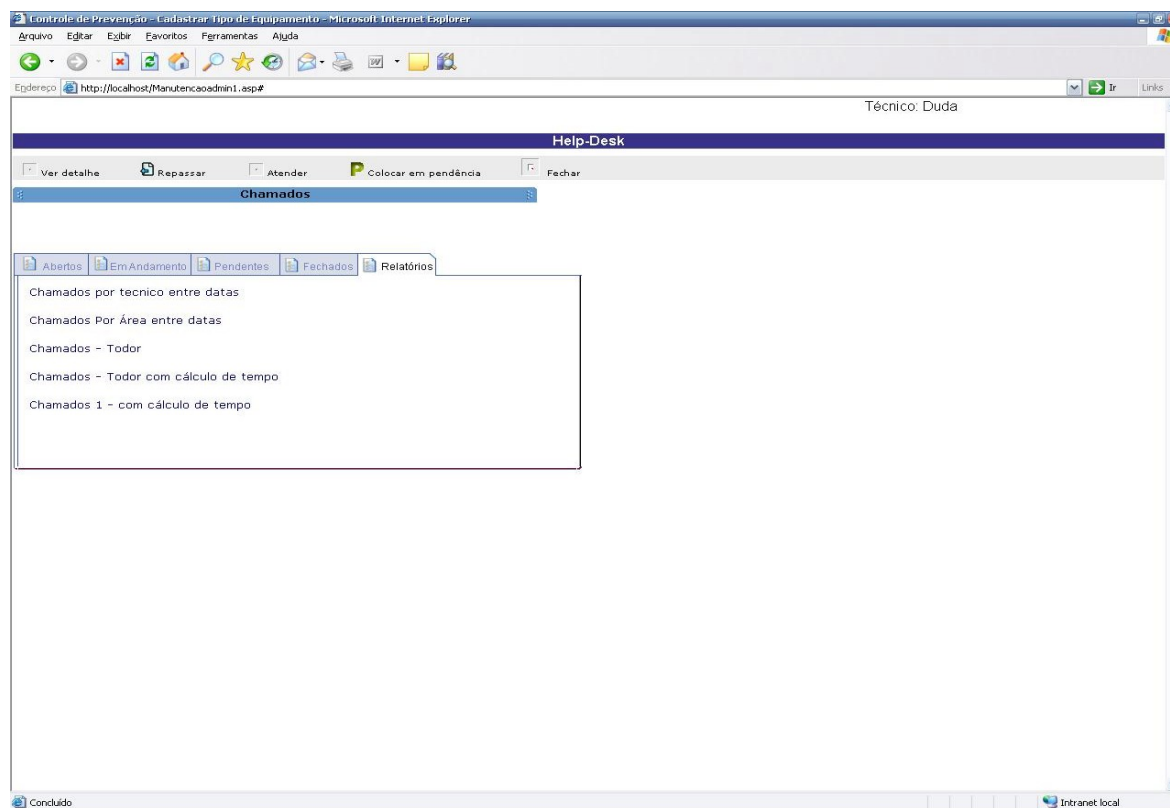 Controle de Prevenção - Cadastrar Tipo de Equipamento - Microsoft Internet Explorer
Arquivo Editar Exibir Favoritos Ferramentas Ajuda
Endereço http://localhost/Manutencaoadmin1.asp# Ir Links
Técnico: Duda
Help-Desk
Ver detalhe Repassar Atender P Colocar em pendência Fechar
Chamados
Abertos Em Andamento Pendentes Fechados Relatórios
Chamados por tecnico entre datas
Chamados Por Área entre datas
Chamados - Todor
Chamados - Todor com cálculo de tempo
Chamados 1 - com cálculo de tempo
Concluído Intranet local